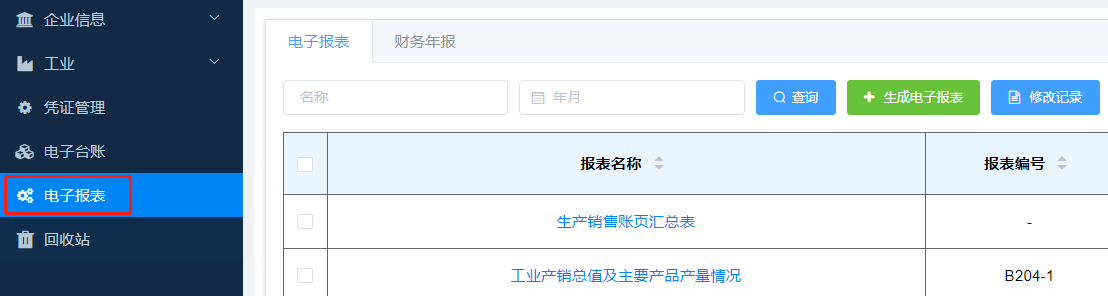 企业信息
工业
凭证管理
电子台账
电子报表
回收站
电子报表 财务年报
名称 年月 查询 生成电子报表 修改记录
报表名称 报表编号
生产销售账页汇总表 -
工业产销总值及主要产品产量情况 B204-1